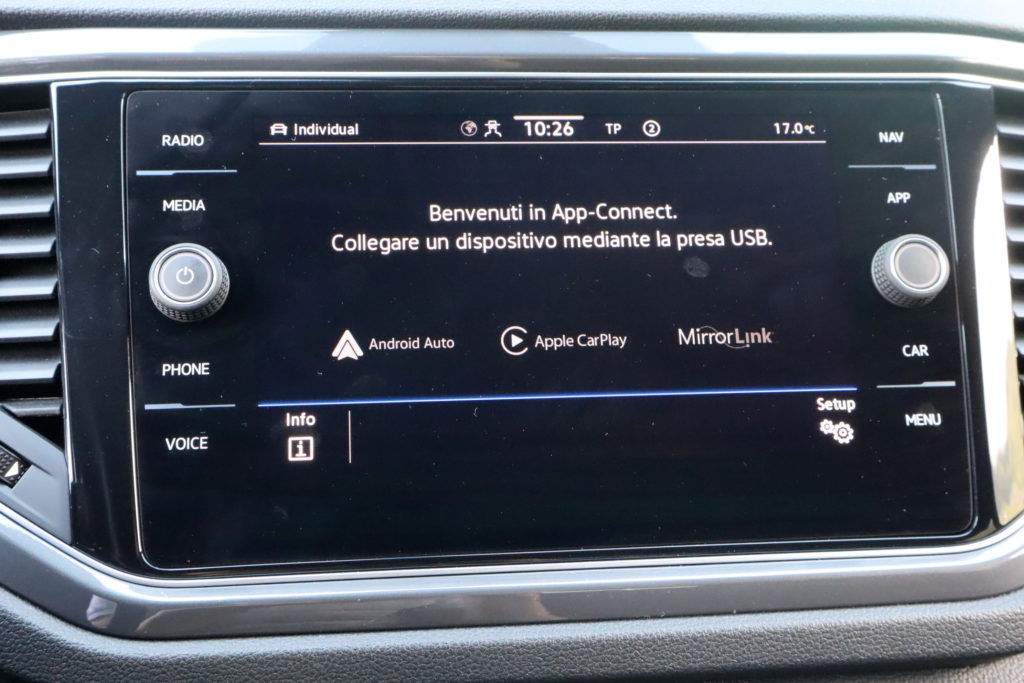 Individual 10:26 TP 2 17.0°C
RADIO
MEDIA
PHONE
VOICE
Benvenuti in App-Connect.
Collegare un dispositivo mediante la presa USB.
Android Auto Apple CarPlay MirrorLink
Info
i
Setup
NAV
APP
CAR
MENU